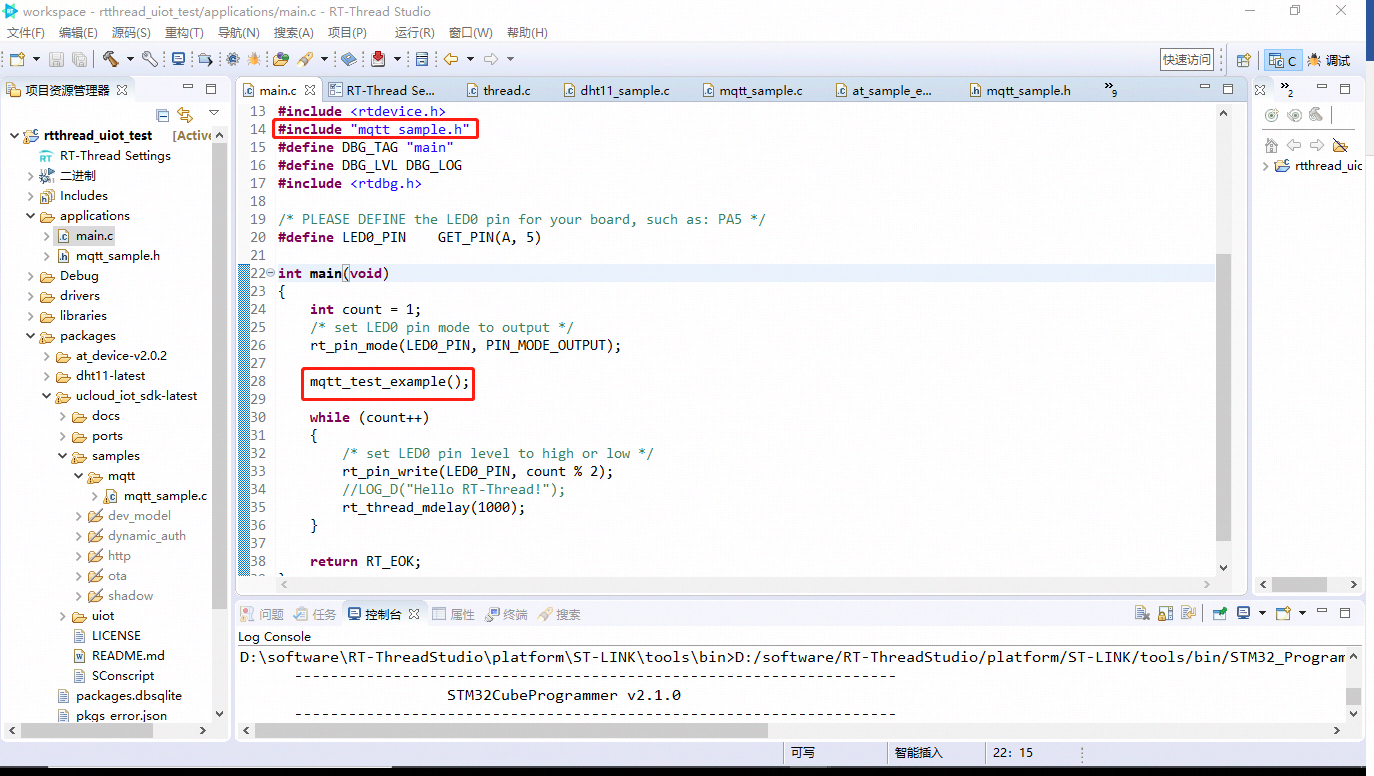 workspace - rtthread_uiot_test/applications/main.c - RT-Thread Studio
文件(F) 编辑(E) 源码(S) 重构(T) 导航(N) 搜索(A) 项目(P) 运行(R) 窗口(W) 帮助(H)
快速访问 C 调试
项目资源管理器
main.c RT-Thread Se... thread.c dht11_sample.c mqtt_sample.c at_sample_e... mqtt_sample.h »9
»2
rtthread_uiot_test [Active
RT-Thread Settings
二进制
Includes
applications
main.c
mqtt_sample.h
Debug
drivers
libraries
packages
at_device-v2.0.2
dht11-latest
ucloud_iot_sdk-latest
docs
ports
samples
mqtt
mqtt_sample.c
dev_model
dynamic_auth
http
ota
shadow
uiot
LICENSE
README.md
SConscript
packages.dbsqlite
pkgs_error.json
13 #include <rtdevice.h>
14 #include "mqtt_sample.h"
15 #define DBG_TAG "main"
16 #define DBG_LVL DBG_LOG
17 #include <rtdbg.h>
18
19 /* PLEASE DEFINE the LED0 pin for your board, such as: PA5 */
20 #define LED0_PIN    GET_PIN(A, 5)
21
22 int main(void)
23 {
24     int count = 1;
25     /* set LED0 pin mode to output */
26     rt_pin_mode(LED0_PIN, PIN_MODE_OUTPUT);
27
28     mqtt_test_example();
29
30     while (count++)
31     {
32         /* set LED0 pin level to high or low */
33         rt_pin_write(LED0_PIN, count % 2);
34         //LOG_D("Hello RT-Thread!");
35         rt_thread_mdelay(1000);
36     }
37
38     return RT_EOK;
rtthread_uio
问题 任务 控制台 属性 终端 搜索
Log Console
D:\software\RT-ThreadStudio\platform\ST-LINK\tools\bin>D:/software/RT-ThreadStudio/platform/ST-LINK/tools/bin/STM32_Program
-------------------------------------------------------------------
STM32CubeProgrammer v2.1.0
-------------------------------------------------------------------
可写 智能插入 22: 15